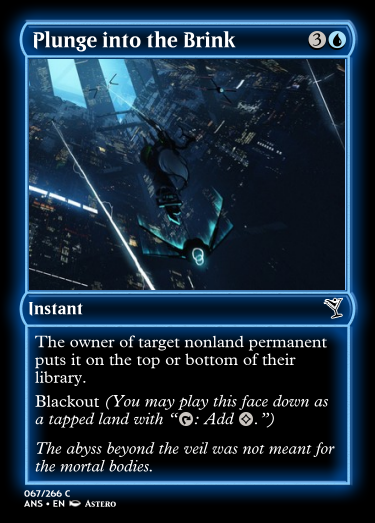 Plunge into the Brink 3
Instant
The owner of target nonland permanent
puts it on the top or bottom of their
library.
Blackout (You may play this face down as
a tapped land with “: Add .”)
The abyss beyond the veil was not meant for
the mortal bodies.
067/266 C
ANS • EN Astero